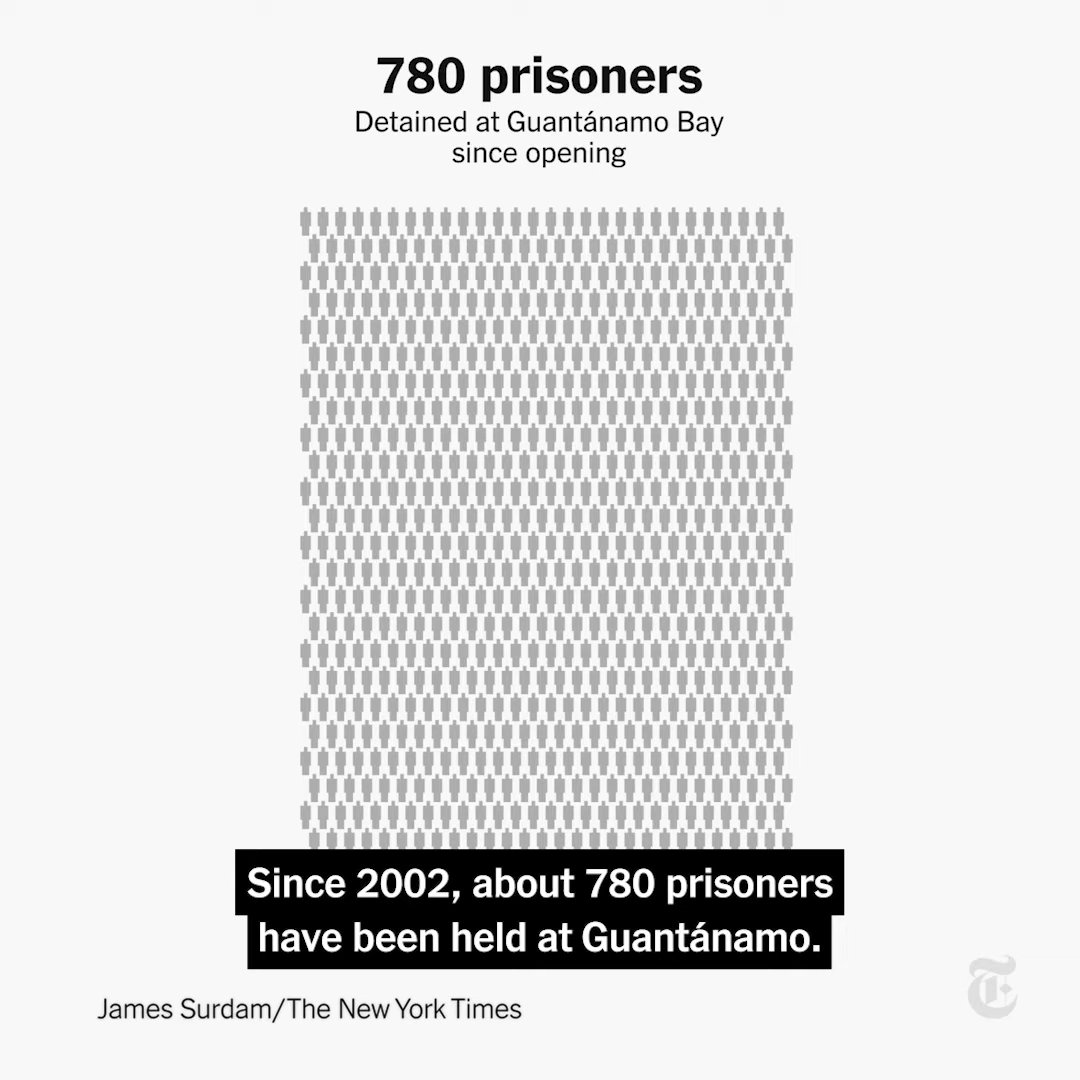 780 prisoners
Detained at Guantánamo Bay
since opening
Since 2002, about 780 prisoners
have been held at Guantánamo.
James Surdam/The New York Times
T